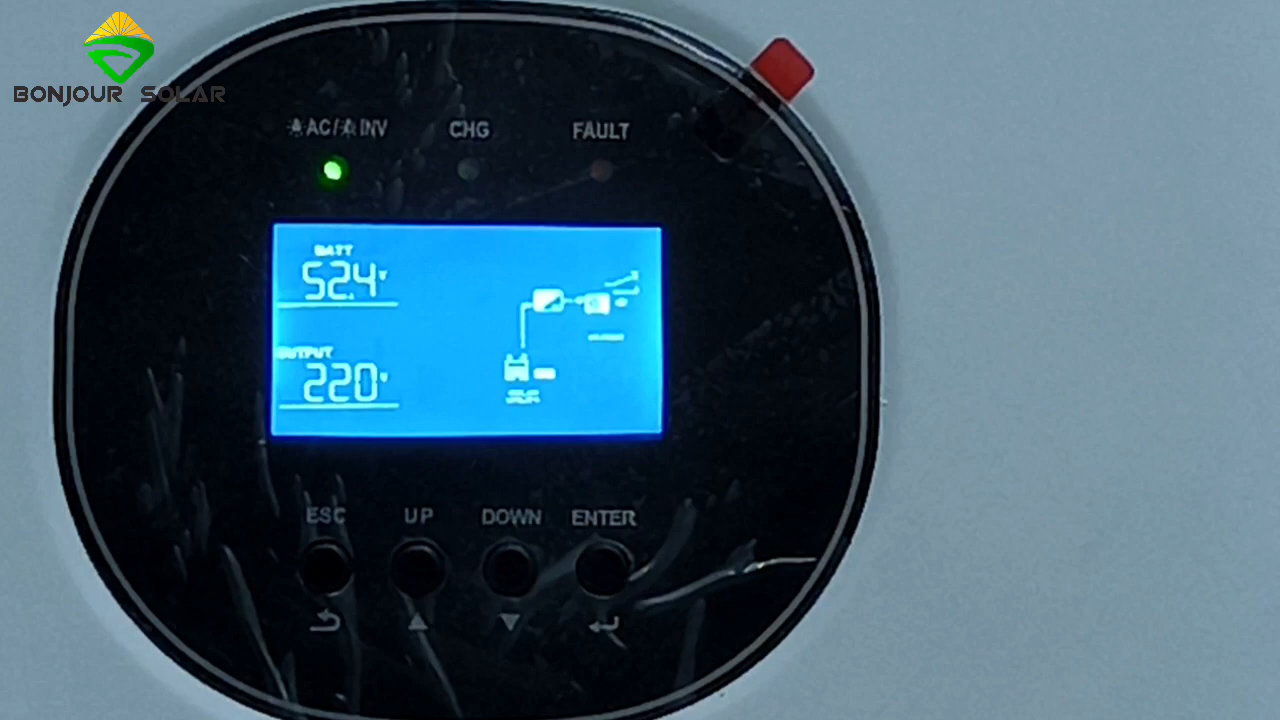 BONJOUR SOLAR
AC/ INV CHG FAULT
BATT
52.4V
OUTPUT
220V
ESC UP DOWN ENTER